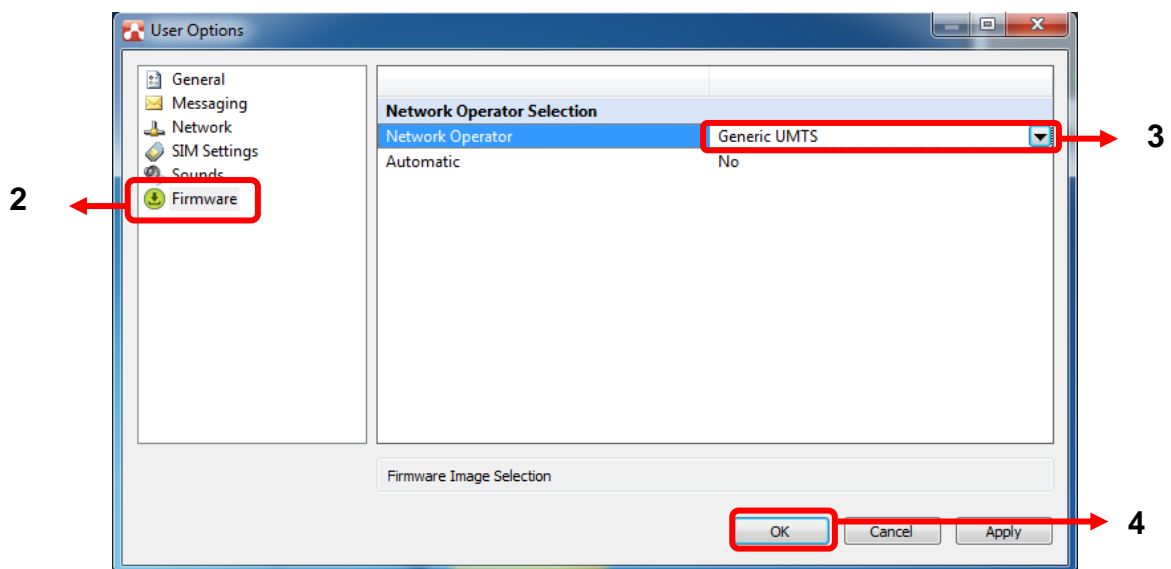 User Options
General
Messaging
Network
SIM Settings
Sounds
Firmware
Network Operator Selection
Network Operator Generic UMTS
Automatic No
Firmware Image Selection
OK Cancel Apply
2
3
4